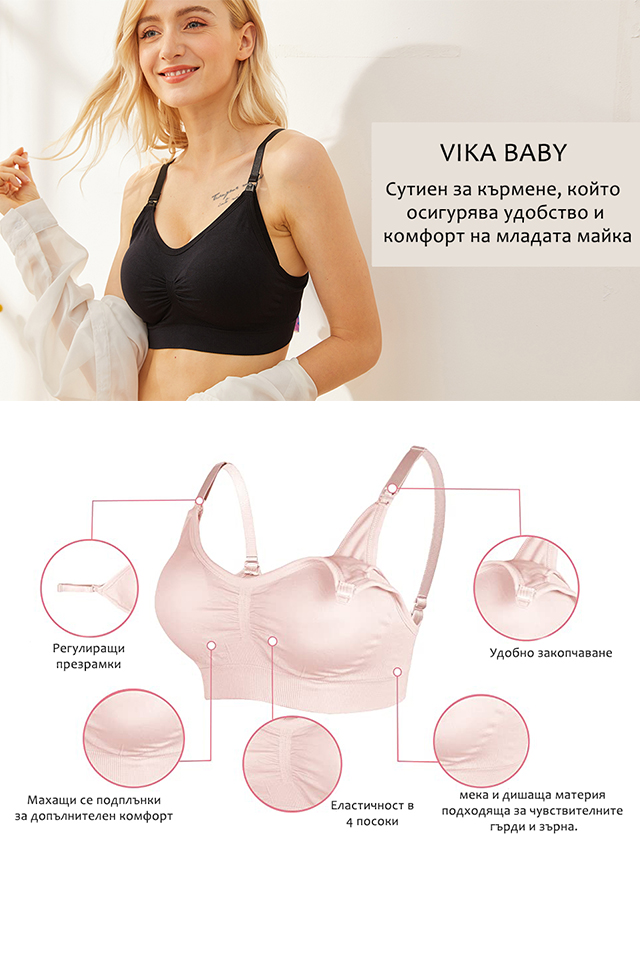 VIKA BABY
Сутиен за кърмене, който
осигурява удобство и
комфорт на младата майка
Регулиращи
презрамки
Удобно закопчаване
Махащи се подплънки
за допълнителен комфорт
Еластичност в
4 посоки
мека и дишаща материя
подходяща за чувствителните
гърди и зърна.